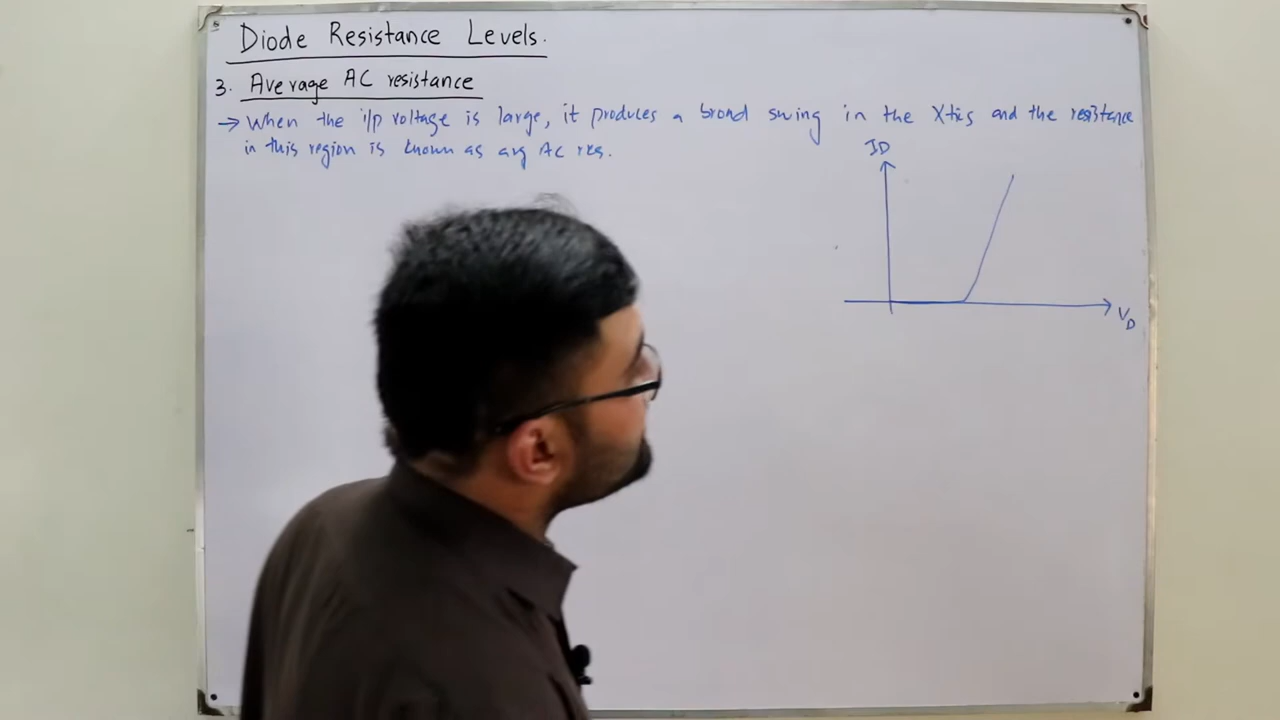 Diode Resistance Levels.
3. Average AC resistance
→ When the i/p voltage is large, it produces a broad swing in the Xtics and the resistance
in this region is known as avg AC res.
ID
VD